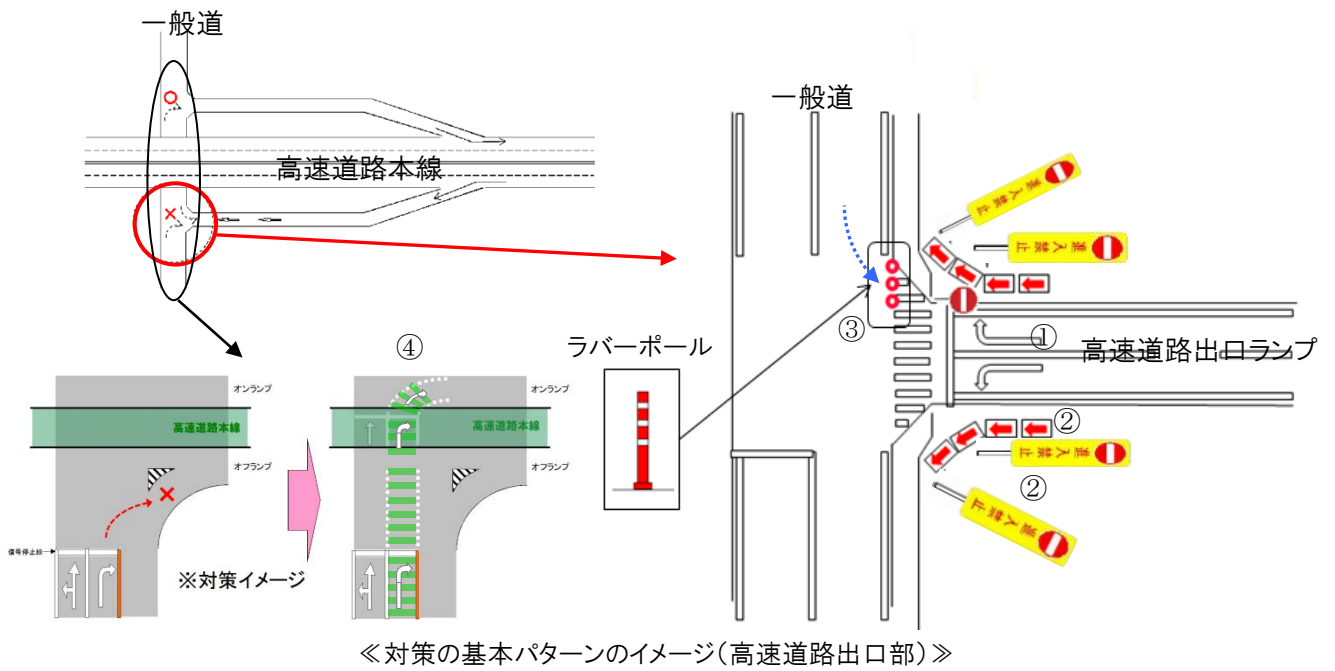 一般道
高速道路本線
一般道
進入禁止
進入禁止
③
①
高速道路出口ランプ
②
進入禁止
②
進入禁止
ラバーポール
④
オンランプ
高速道路本線
オフランプ
信号停止線
※対策イメージ
オンランプ
高速道路本線
オフランプ
≪対策の基本パターンのイメージ(高速道路出口部)≫